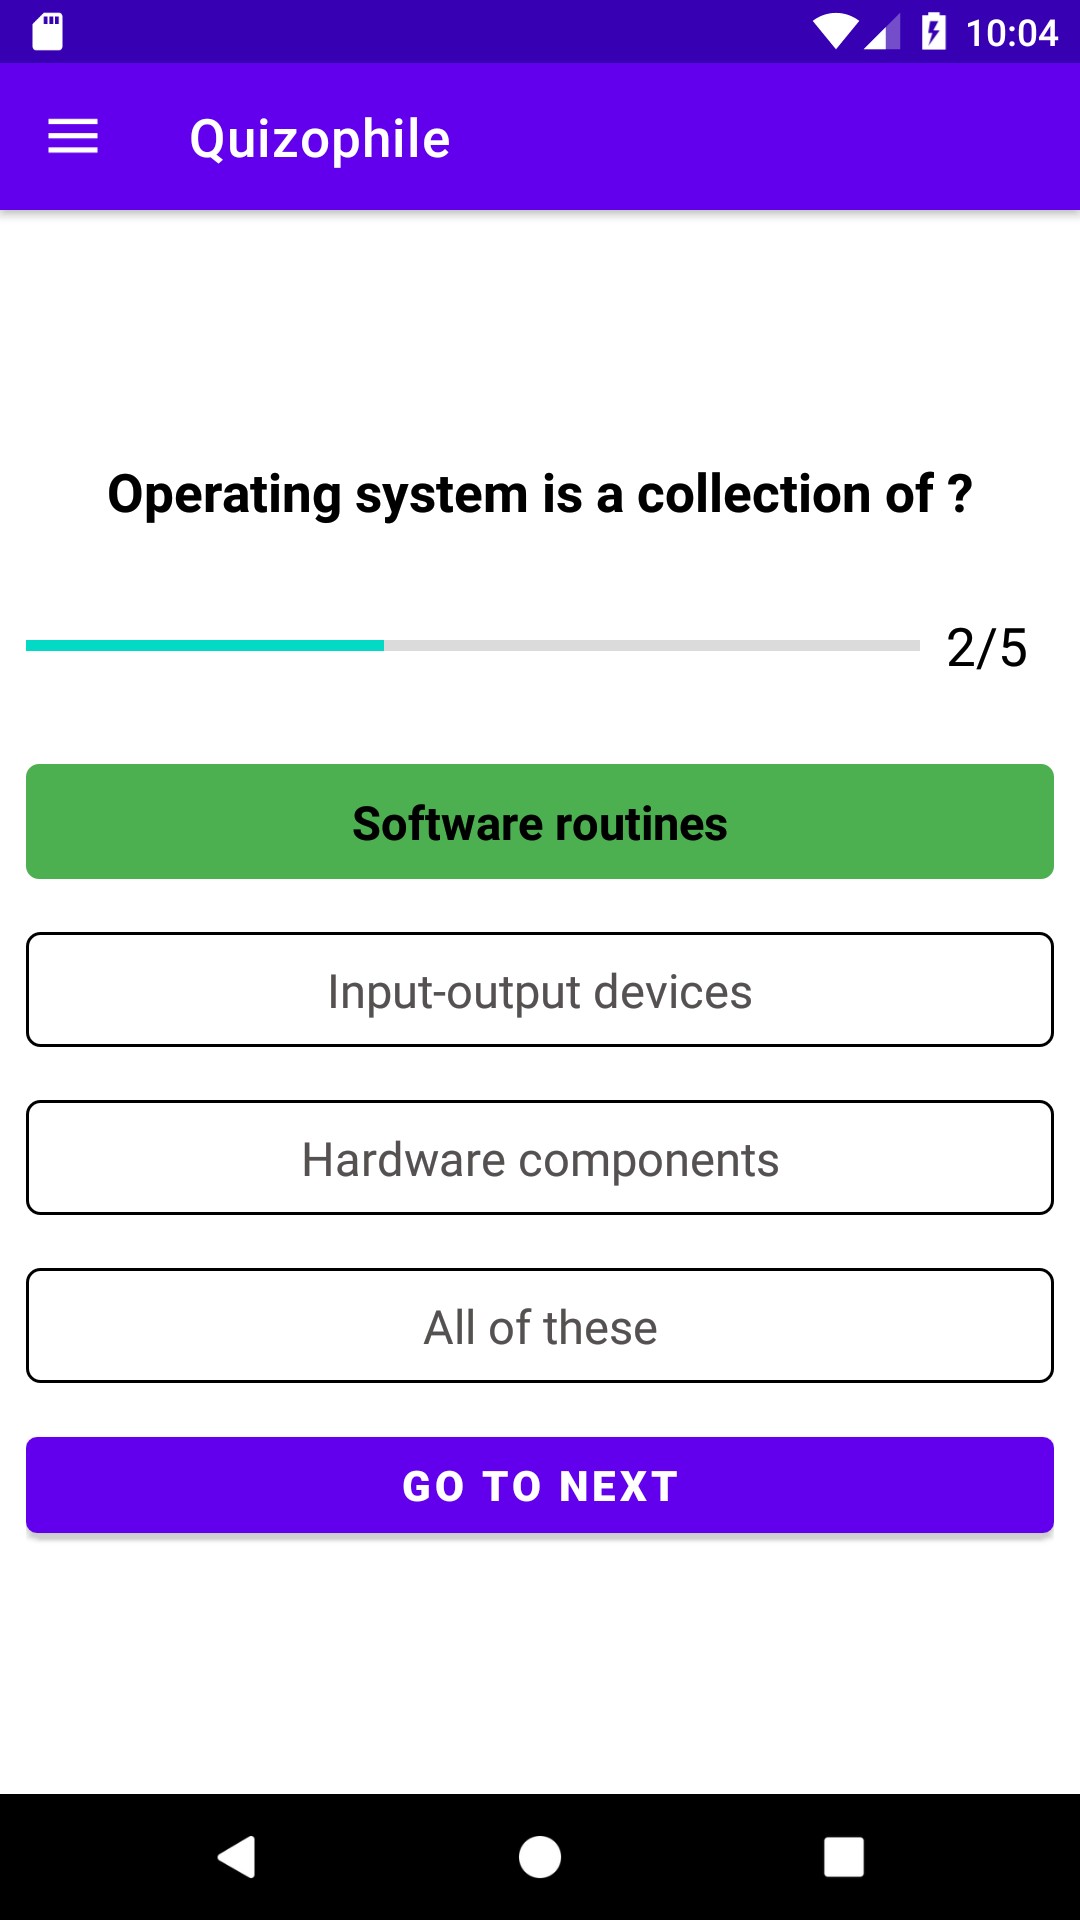 10:04
Quizophile
Operating system is a collection of ?
2/5
Software routines
Input-output devices
Hardware components
All of these
GO TO NEXT